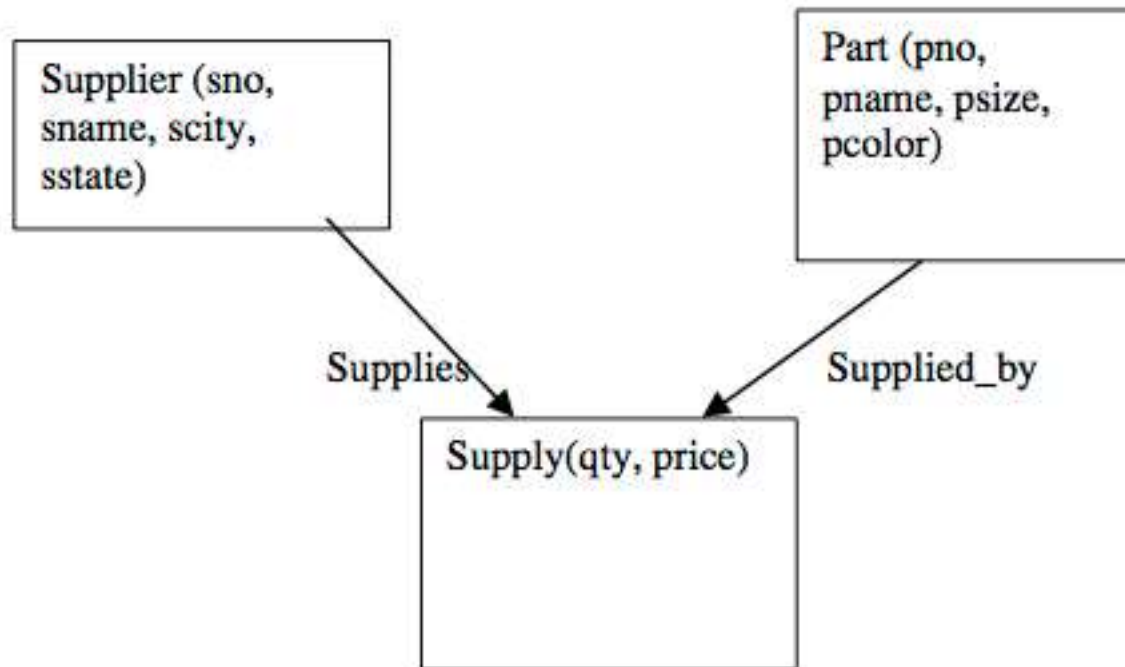 Supplier (sno,
sname, scity,
sstate)
Part (pno,
pname, psize,
pcolor)
Supplies
Supplied_by
Supply(qty, price)